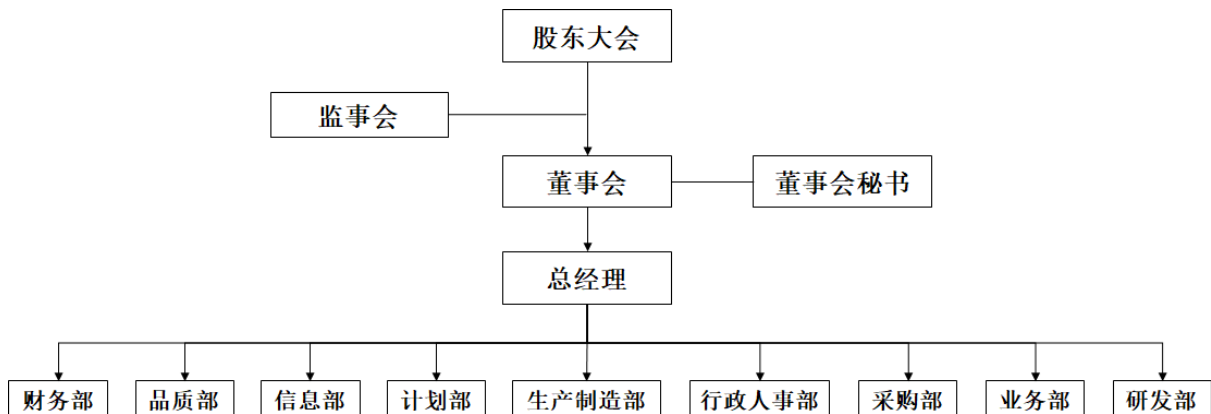 股东大会
监事会
董事会
董事会秘书
总经理
财务部
品质部
信息部
计划部
生产制造部
行政人事部
采购部
业务部
研发部